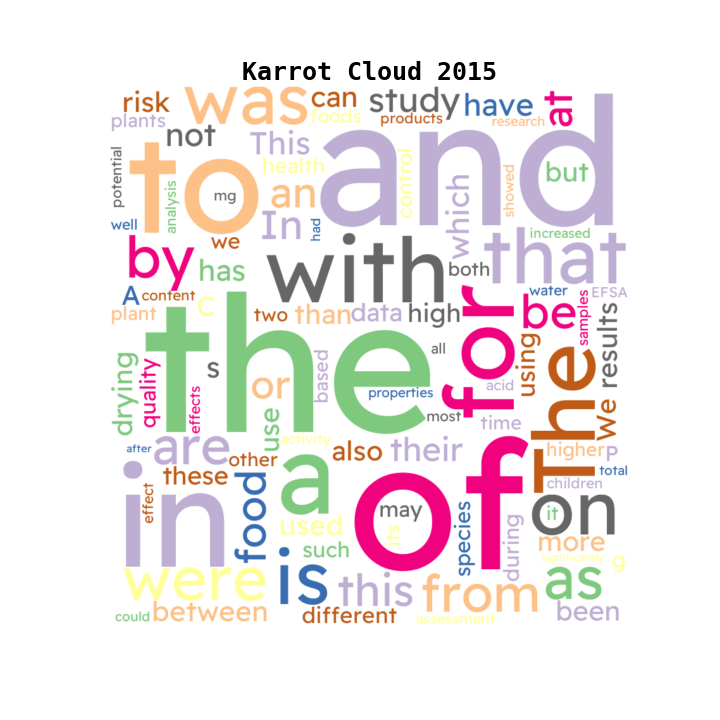 Karrot Cloud 2015
risk was can study have at
plants foods products research
not This and but
potential to health control showed
analysis mg an which
well In had increased
we that
by has with both
A content water EFSA
plant C two than data high for be samples
the all using results
drying quality s or based The
effects properties acid
use most time we
after are activity also their higher P
these other total
effect in food a of children
may on it
used its species during more
such significantly g
were is this from as
could between different assessment been